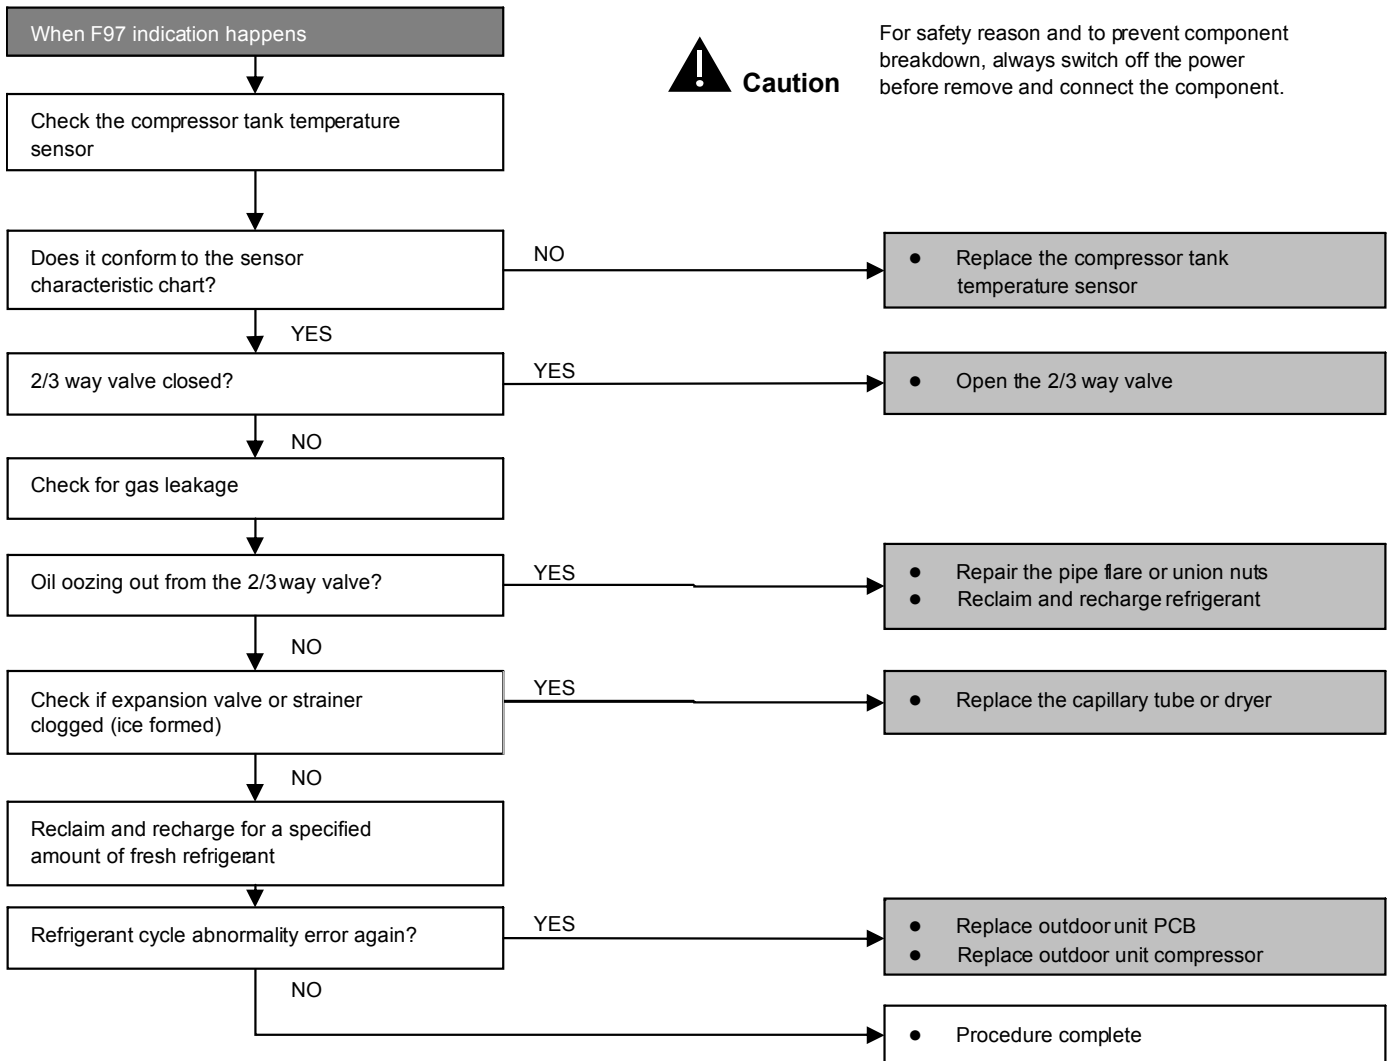 When F97 indication happens
Caution
For safety reason and to prevent component
breakdown, always switch off the power
before remove and connect the component.
Check the compressor tank temperature
sensor
Does it conform to the sensor
characteristic chart?
NO
● Replace the compressor tank
temperature sensor
YES
2/3 way valve closed?
YES
● Open the 2/3 way valve
NO
Check for gas leakage
Oil oozing out from the 2/3 way valve?
YES
● Repair the pipe flare or union nuts
● Reclaim and recharge refrigerant
NO
Check if expansion valve or strainer
clogged (ice formed)
YES
● Replace the capillary tube or dryer
NO
Reclaim and recharge for a specified
amount of fresh refrigerant
Refrigerant cycle abnormality error again?
YES
● Replace outdoor unit PCB
● Replace outdoor unit compressor
NO
● Procedure complete